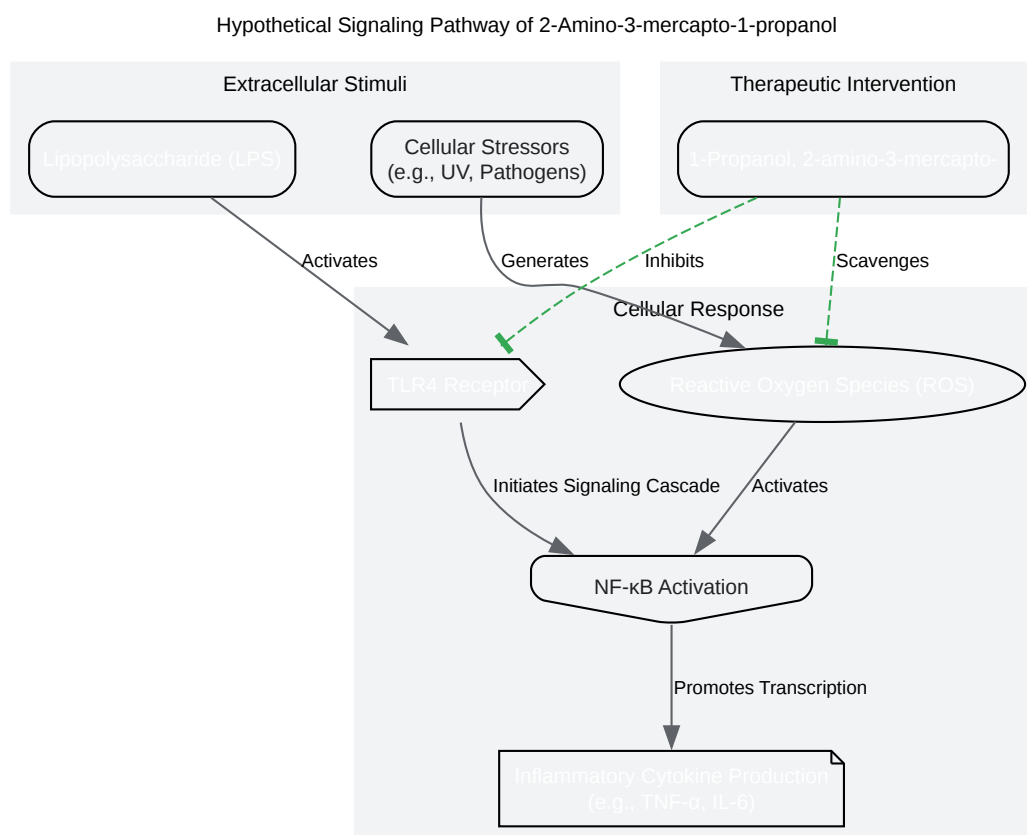 Hypothetical Signaling Pathway of 2-Amino-3-mercapto-1-propanol
Extracellular Stimuli
Therapeutic Intervention
Lipopolysaccharide (LPS)
Cellular Stressors
(e.g., UV, Pathogens)
1-Propanol, 2-amino-3-mercapto-
Activates
Generates
Inhibits
Scavenges
Cellular Response
TLR4 Receptor
Reactive Oxygen Species (ROS)
Initiates Signaling Cascade
Activates
NF-κB Activation
Promotes Transcription
Inflammatory Cytokine Production
(e.g., TNF-α, IL-6)